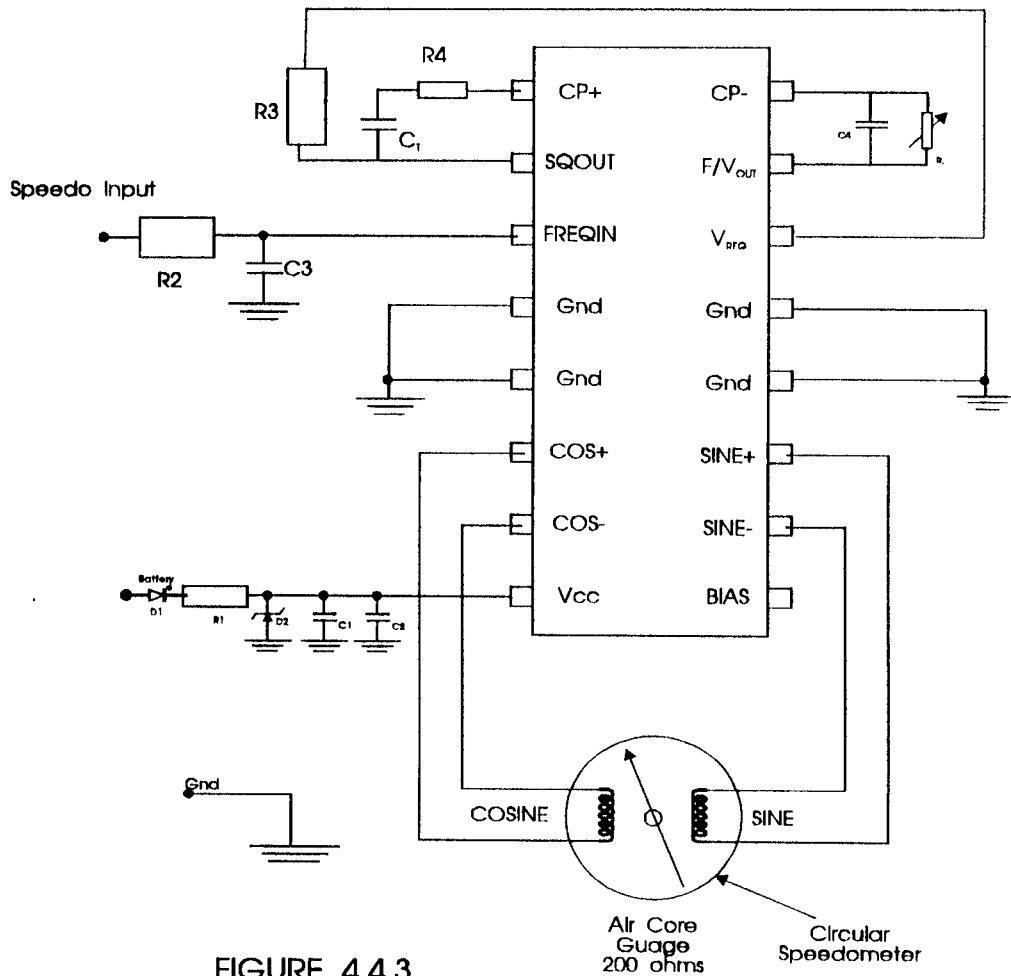 R4
CP+
CP-
R3
C4
R.
CT
SQOUT
F/VOUT
Speedo Input
FREQIN
R2
C3
Gnd
Gnd
Gnd
Gnd
COS+
SINE+
COS-
SINE-
Battery
D1
R1
D2
C1
C2
Vcc
BIAS
Gnd
COSINE
SINE
Air Core
Guage
200 ohms
Circular
Speedometer
FIGURE 4.4.3